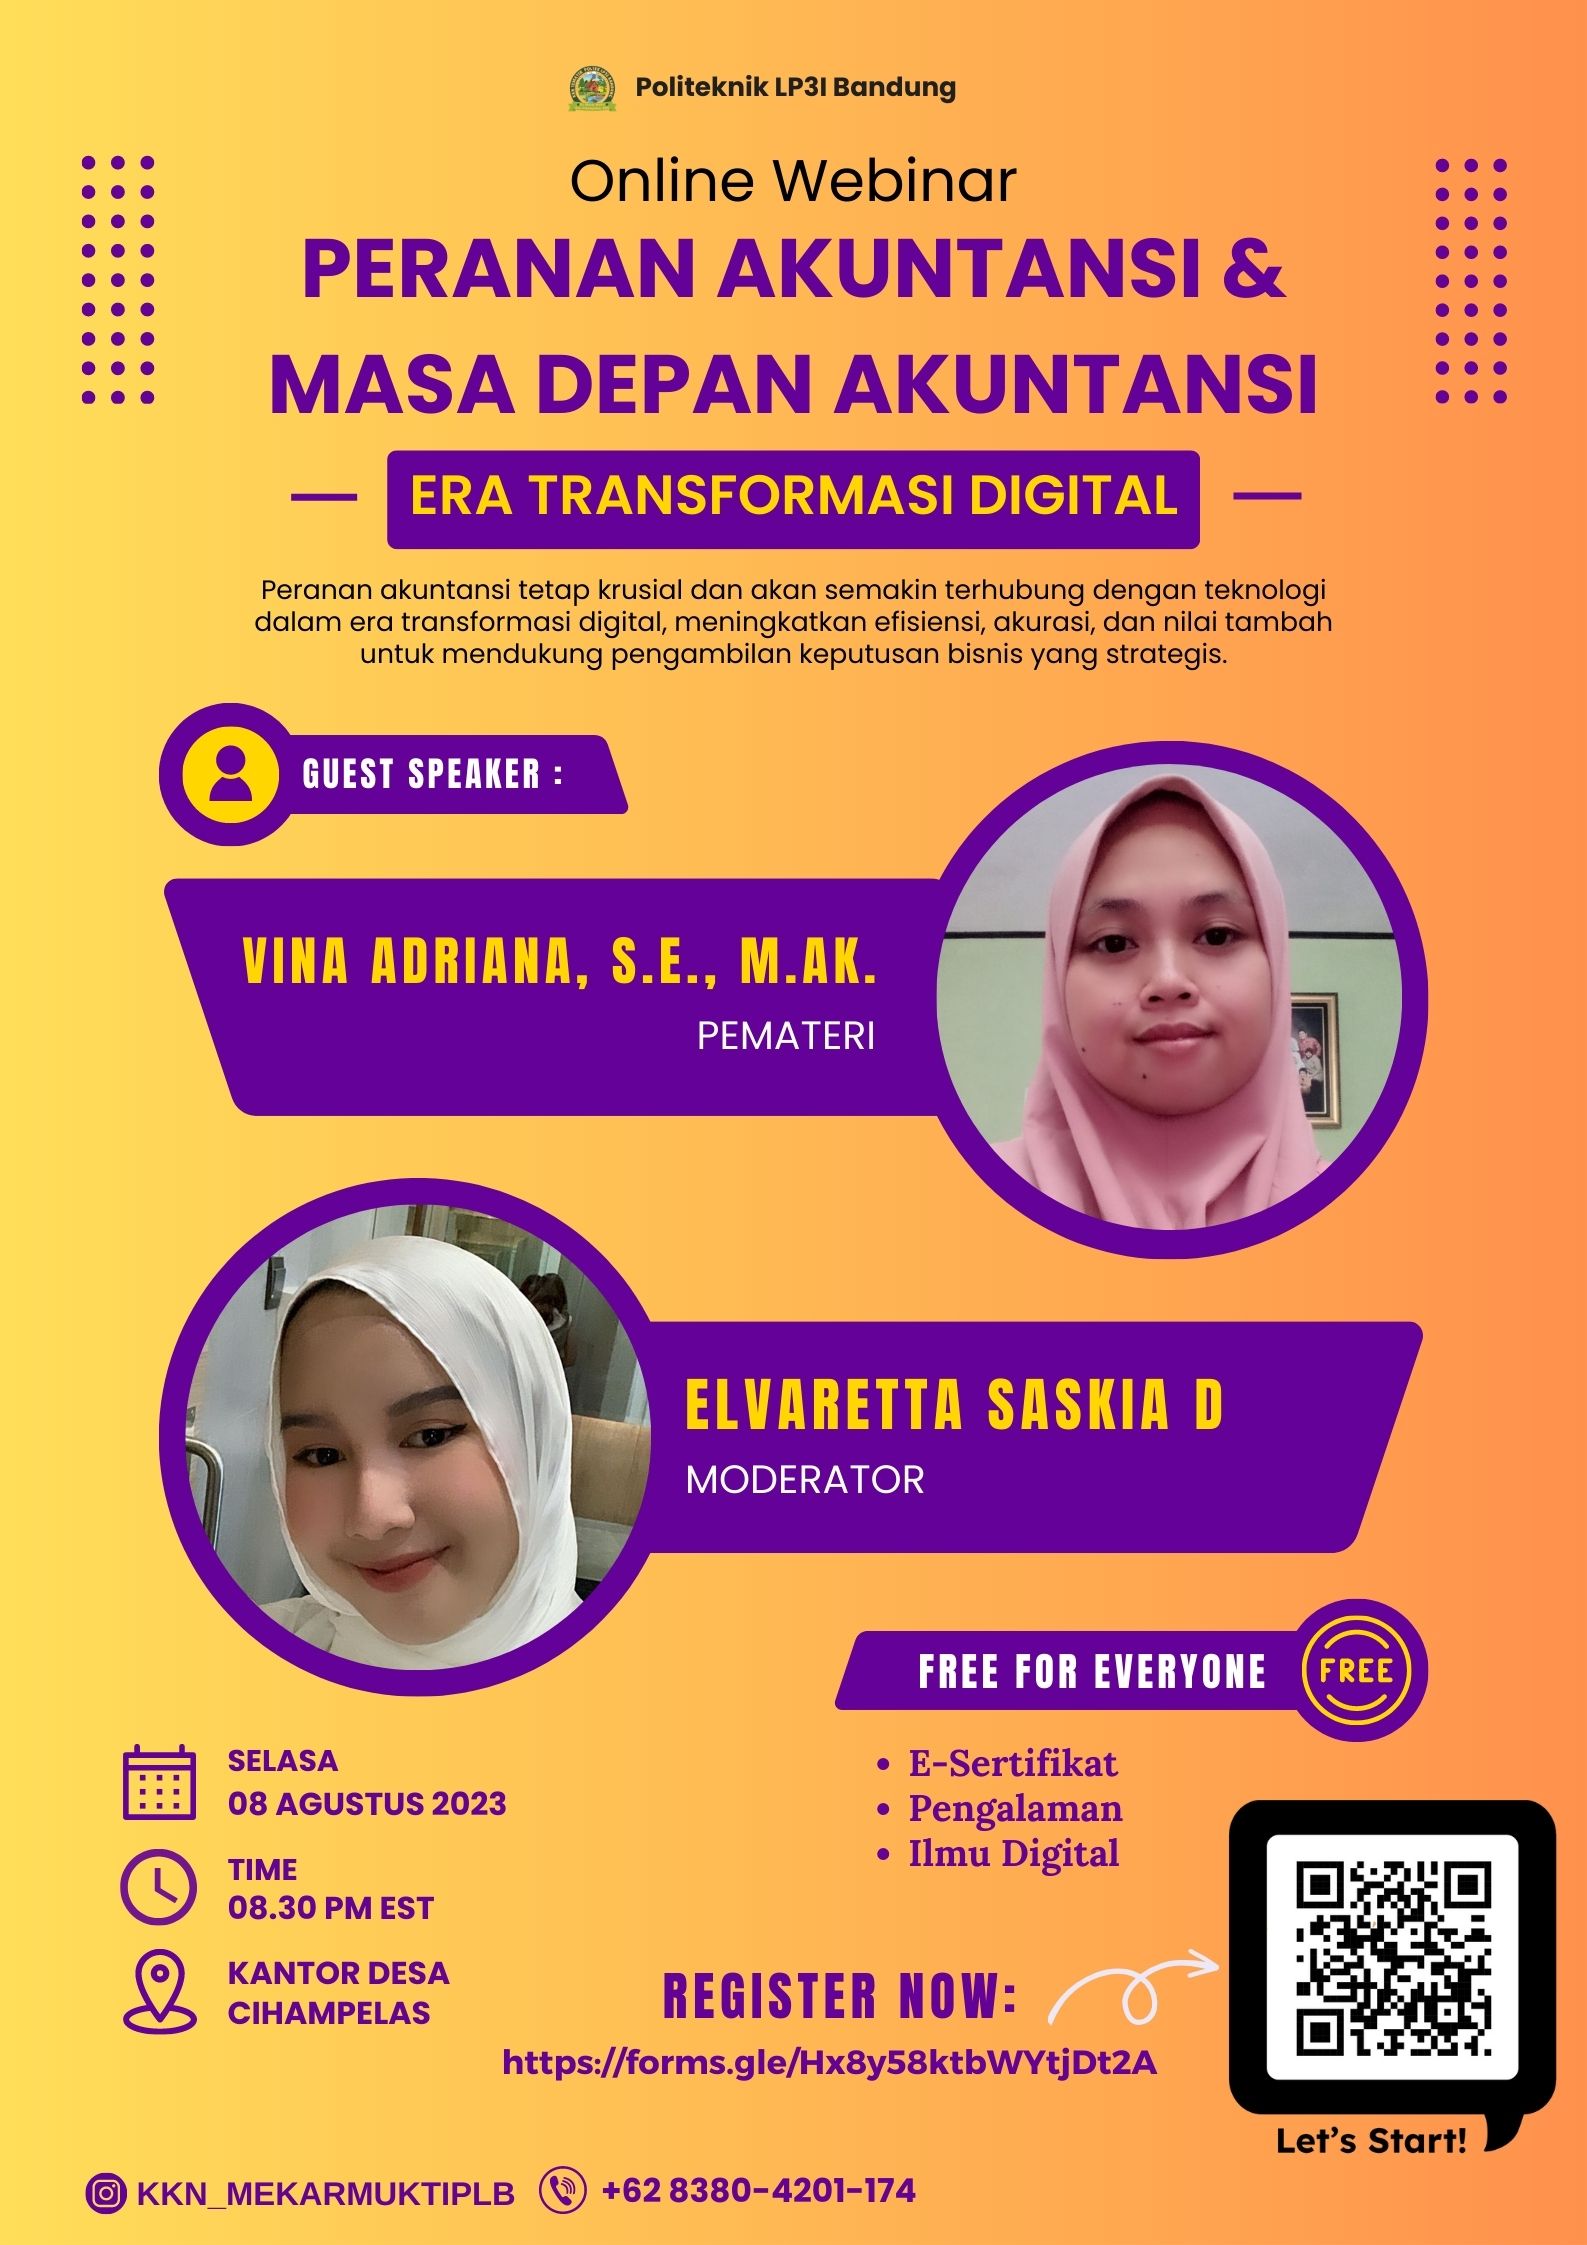 Politeknik LP3I Bandung
Online Webinar
PERANAN AKUNTANSI &
MASA DEPAN AKUNTANSI
ERA TRANSFORMASI DIGITAL
Peranan akuntansi tetap krusial dan akan semakin terhubung dengan teknologi
dalam era transformasi digital, meningkatkan efisiensi, akurasi, dan nilai tambah
untuk mendukung pengambilan keputusan bisnis yang strategis.
GUEST SPEAKER :
VINA ADRIANA, S.E., M.AK.
PEMATERI
ELVARETTA SASKIA D
MODERATOR
FREE FOR EVERYONE
FREE
• E-Sertifikat
• Pengalaman
• Ilmu Digital
SELASA
08 AGUSTUS 2023
TIME
08.30 PM EST
KANTOR DESA
CIHAMPELAS
REGISTER NOW:
https://forms.gle/Hx8y58ktbWYtjDt2A
Let's Start!
KKN_MEKARMUKTIPLB
+62 8380-4201-174